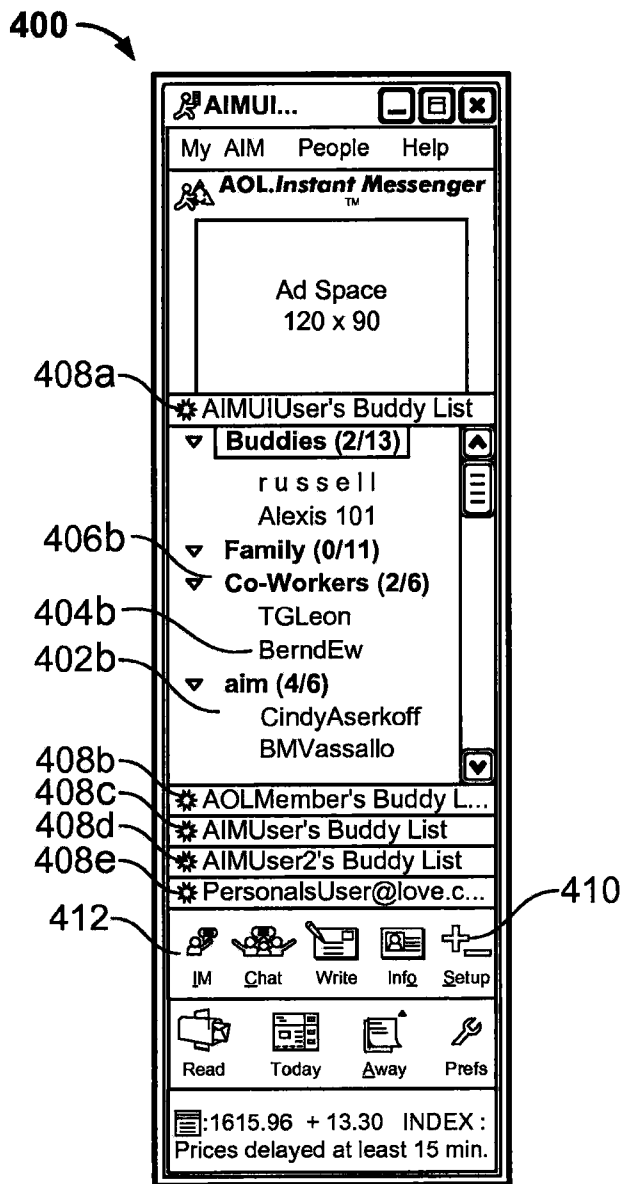 400
AIMUI...
My AIM People Help
AOL.Instant Messenger
TM
Ad Space
120 x 90
408a
AIMUIUser's Buddy List
Buddies (2/13)
r u s s e l l
Alexis 101
406b
Family (0/11)
Co-Workers (2/6)
TGLeon
404b
BerndEw
402b
aim (4/6)
CindyAserkoff
BMVassallo
408b
AOLMember's Buddy L...
408c
AIMUser's Buddy List
408d
AIMUser2's Buddy List
408e
PersonalsUser@love.c...
410
412
IM Chat Write Info Setup
Read Today Away Prefs
:1615.96 + 13.30 INDEX :
Prices delayed at least 15 min.